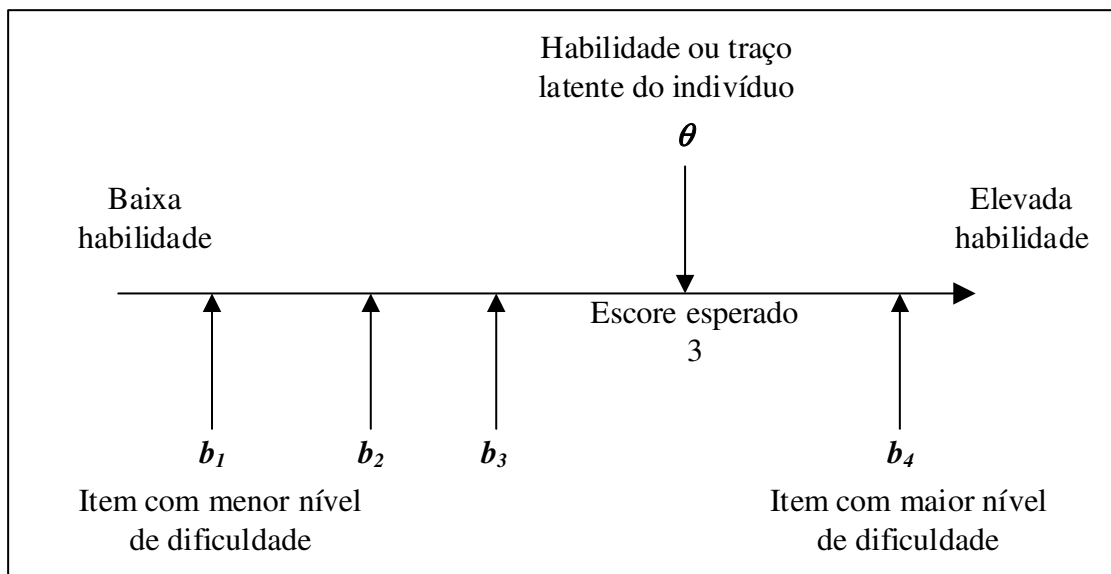 Habilidade ou traço
latente do indivíduo
θ
Baixa
habilidade
Elevada
habilidade
Escore esperado
3
b1
b2
b3
b4
Item com menor nível
de dificuldade
Item com maior nível
de dificuldade